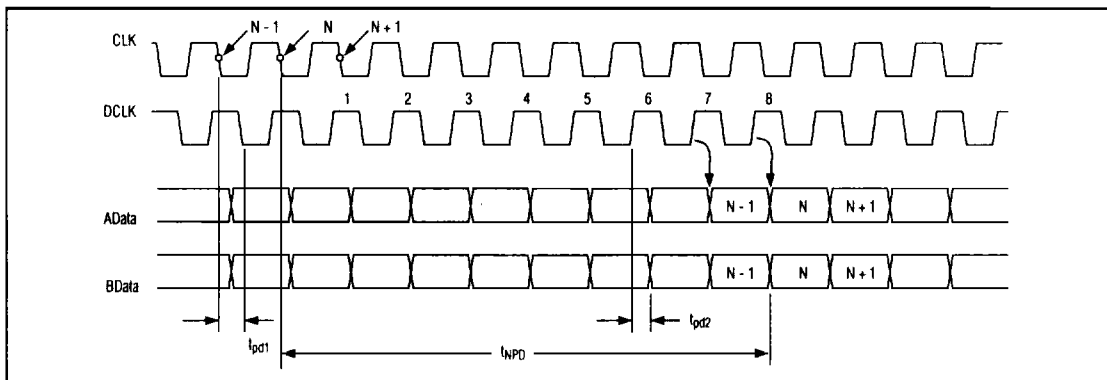 CLK N - 1 N N + 1
DCLK 1 2 3 4 5 6 7 8
AData N - 1 N N + 1
BData N - 1 N N + 1
tpd1 tNPD tpd2